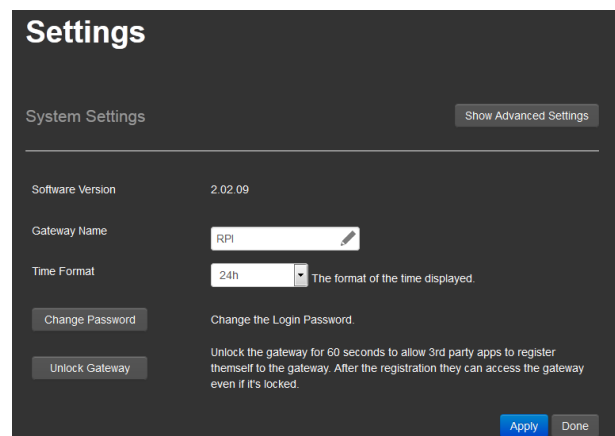 Settings
System Settings
Show Advanced Settings
Software Version
2.02.09
Gateway Name
RPI
Time Format
24h
The format of the time displayed.
Change Password
Change the Login Password.
Unlock Gateway
Unlock the gateway for 60 seconds to allow 3rd party apps to register
themself to the gateway. After the registration they can access the gateway
even if it's locked.
Apply
Done